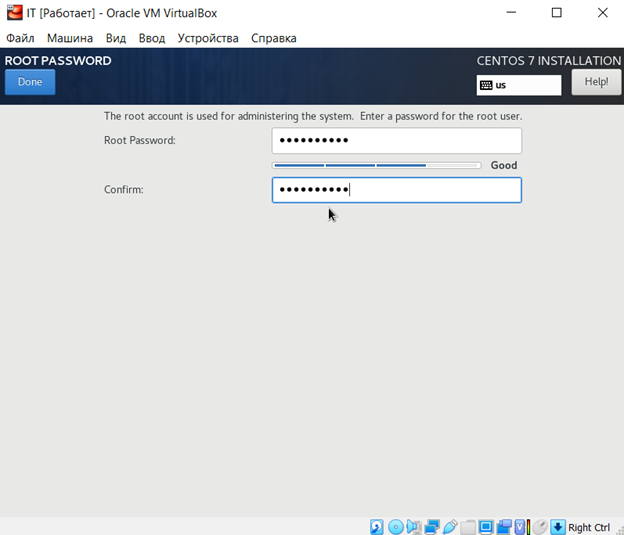 IT [Работает] - Oracle VM VirtualBox
Файл Машина Вид Ввод Устройства Справка
ROOT PASSWORD
CENTOS 7 INSTALLATION
Done
us
Help!
The root account is used for administering the system. Enter a password for the root user.
Root Password: ●●●●●●●●●●
Good
Confirm: ●●●●●●●●●●
Right Ctrl